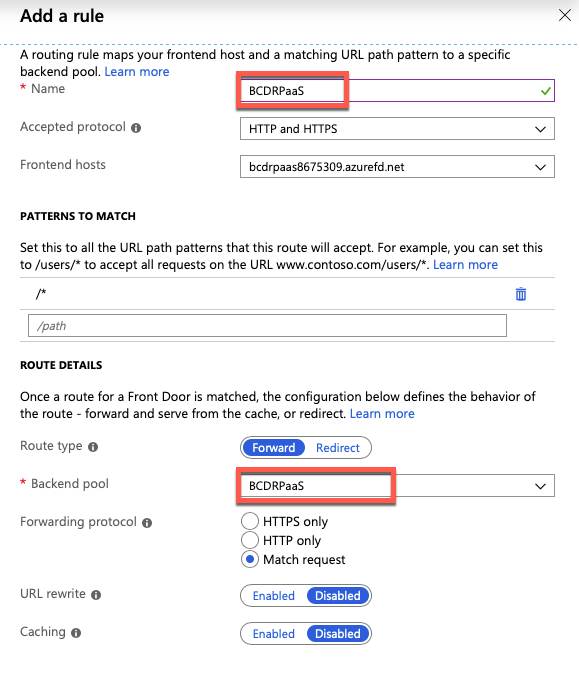 Add a rule
A routing rule maps your frontend host and a matching URL path pattern to a specific
backend pool. Learn more
* Name
BCDRPaaS
Accepted protocol
HTTP and HTTPS
Frontend hosts
bcdrpaas8675309.azurefd.net
PATTERNS TO MATCH
Set this to all the URL path patterns that this route will accept. For example, you can set this
to /users/* to accept all requests on the URL www.contoso.com/users/*. Learn more
/*
/path
ROUTE DETAILS
Once a route for a Front Door is matched, the configuration below defines the behavior of
the route - forward and serve from the cache, or redirect. Learn more
Route type
Forward Redirect
* Backend pool
BCDRPaaS
Forwarding protocol
HTTPS only
HTTP only
Match request
URL rewrite
Enabled Disabled
Caching
Enabled Disabled